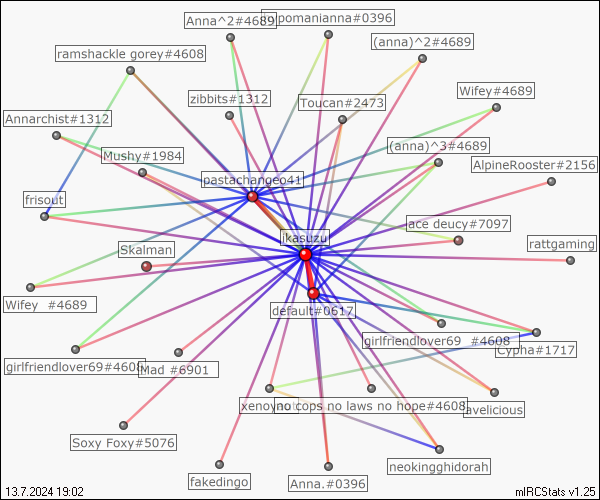 Anna^2#4689
pomanianna#0396
ramshackle gorey#4608
(anna)^2#4689
zibbits#1312
Toucan#2473
Wifey#4689
Annarchist#1312
Mushy#1984
(anna)^3#4689
AlpineRooster#2156
pastachangeo41
frisout
ace deucy#7097
ikasuzu
rattgaming
Skalman
Wifey #4689
default#0617
girlfriendlover69 #4608
Cypha#1717
girlfriendlover69#4608
Mad #6901
no cops no laws no hope#4608
Soxy Foxy#5076
neokingghidorah
fakedingo
Anna.#0396
13.7.2024 19:02
mIRCStats v1.25